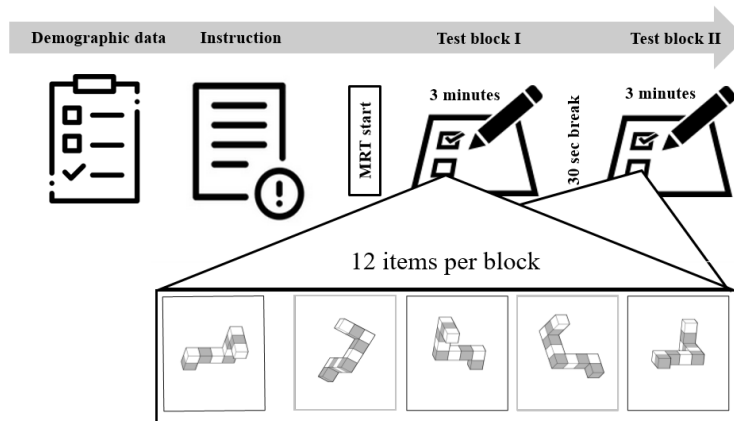 Demographic data
Instruction
Test block I
Test block II
MRT start
3 minutes
30 sec break
3 minutes
12 items per block